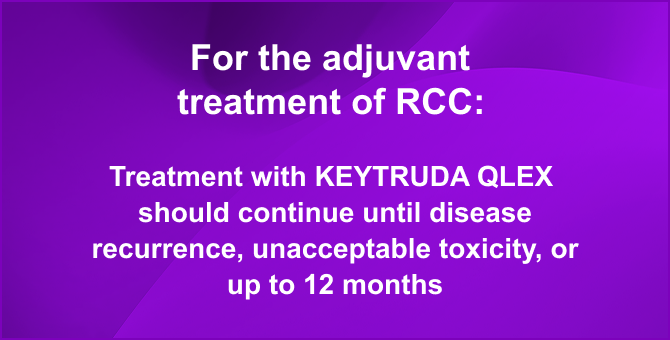 For the adjuvant
treatment of RCC:
Treatment with KEYTRUDA QLEX
should continue until disease
recurrence, unacceptable toxicity, or
up to 12 months